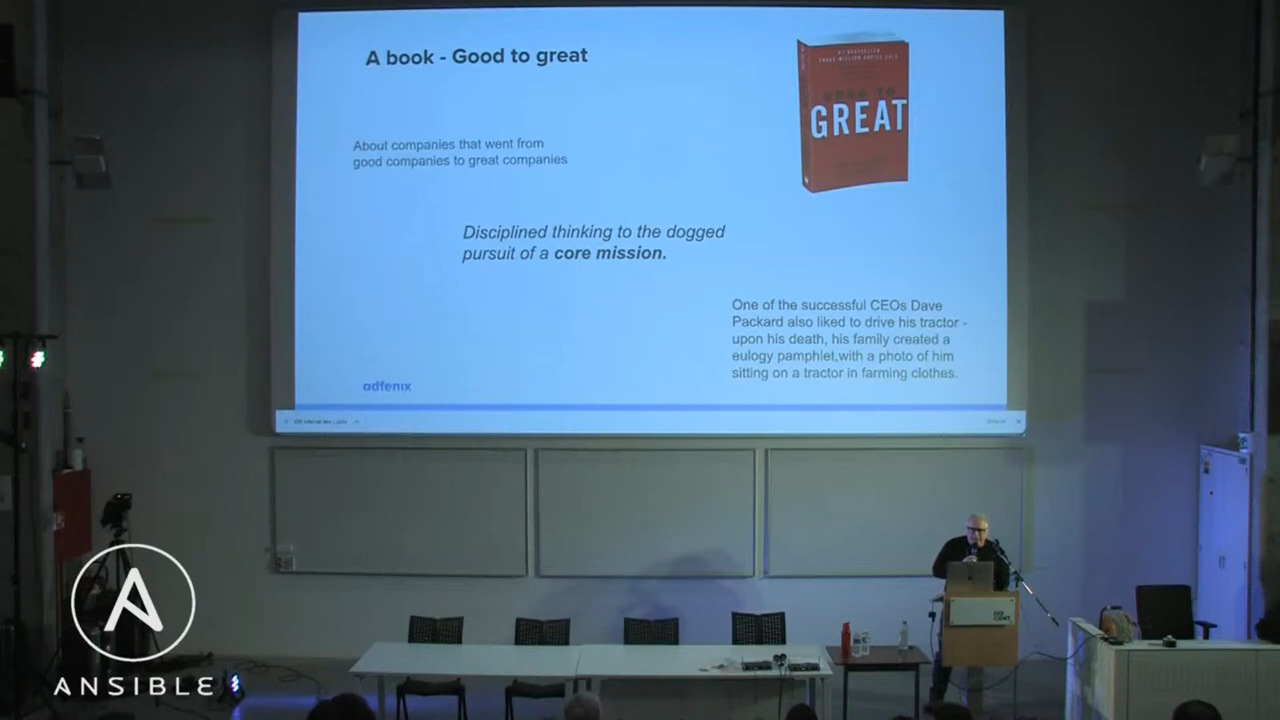 A book - Good to great
GREAT
About companies that went from
good companies to great companies
Disciplined thinking to the dogged
pursuit of a core mission.
One of the successful CEOs Dave
Packard also liked to drive his tractor -
upon his death, his family created a
eulogy pamphlet,with a photo of him
sitting on a tractor in farming clothes.
adfenix
HO
GENT
ANSIBLE